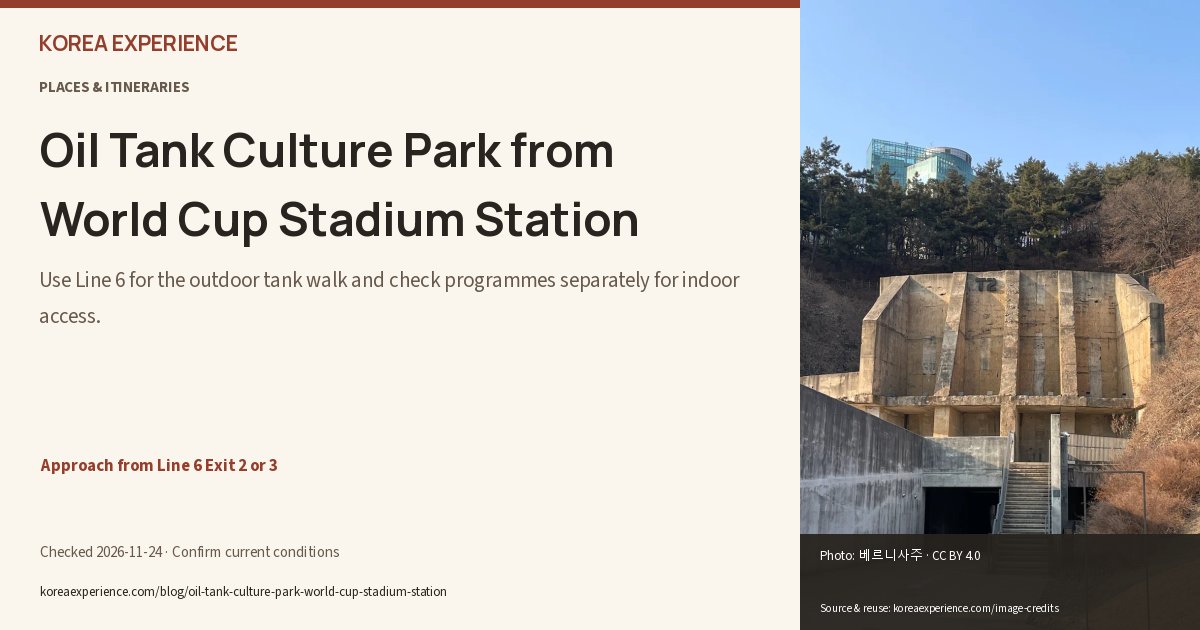 KOREA EXPERIENCE
PLACES & ITINERARIES
Oil Tank Culture Park from
World Cup Stadium Station
Use Line 6 for the outdoor tank walk and check programmes separately for indoor
access.
Approach from Line 6 Exit 2 or 3
Checked 2026-11-24 · Confirm current conditions
koreaexperience.com/blog/oil-tank-culture-park-world-cup-stadium-station
T2
Photo: 베르니사주 · CC BY 4.0
Source & reuse: koreaexperience.com/image-credits